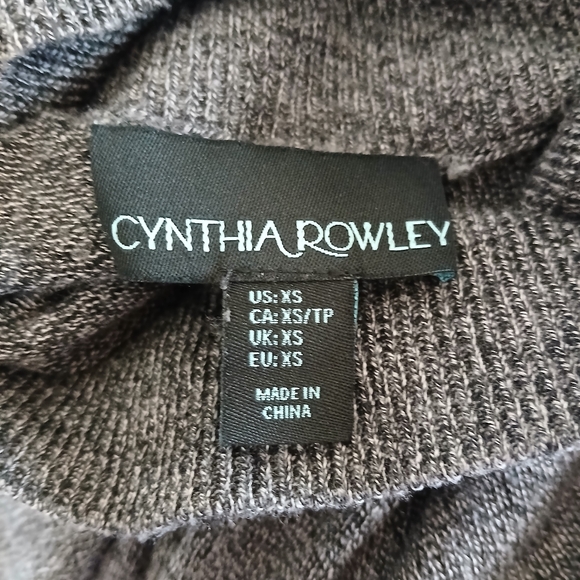 CYNTHIA ROWLEY
US: XS
CA: XS/TP
UK: XS
EU: XS
MADE IN
CHINA